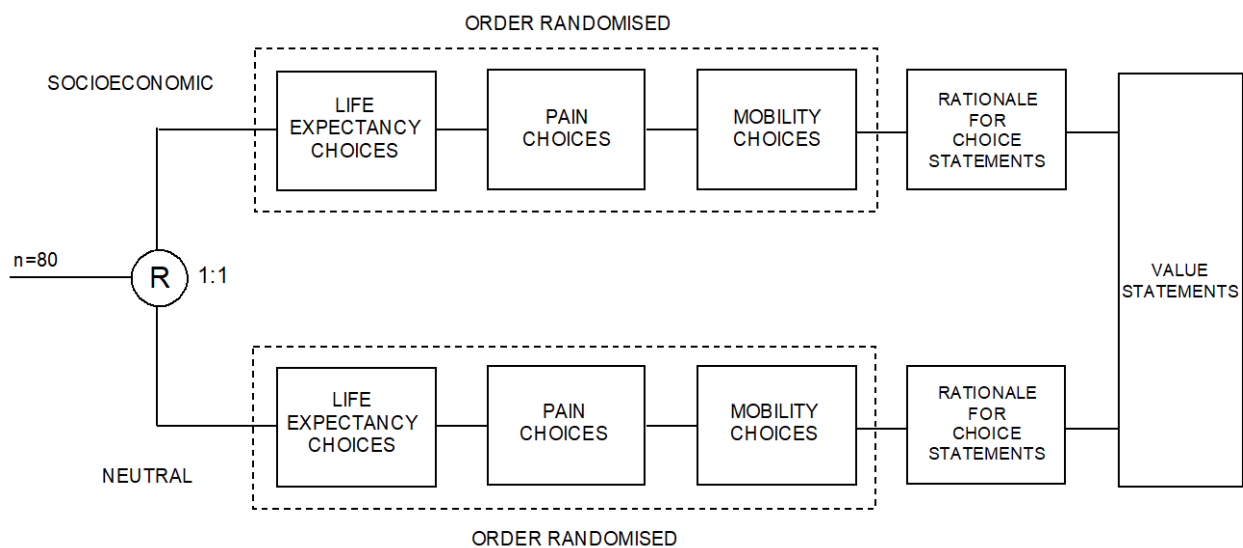 ORDER RANDOMISED
SOCIOECONOMIC
LIFE
EXPECTANCY
CHOICES
PAIN
CHOICES
MOBILITY
CHOICES
RATIONALE
FOR
CHOICE
STATEMENTS
n=80
R
1:1
VALUE
STATEMENTS
LIFE
EXPECTANCY
CHOICES
PAIN
CHOICES
MOBILITY
CHOICES
RATIONALE
FOR
CHOICE
STATEMENTS
NEUTRAL
ORDER RANDOMISED